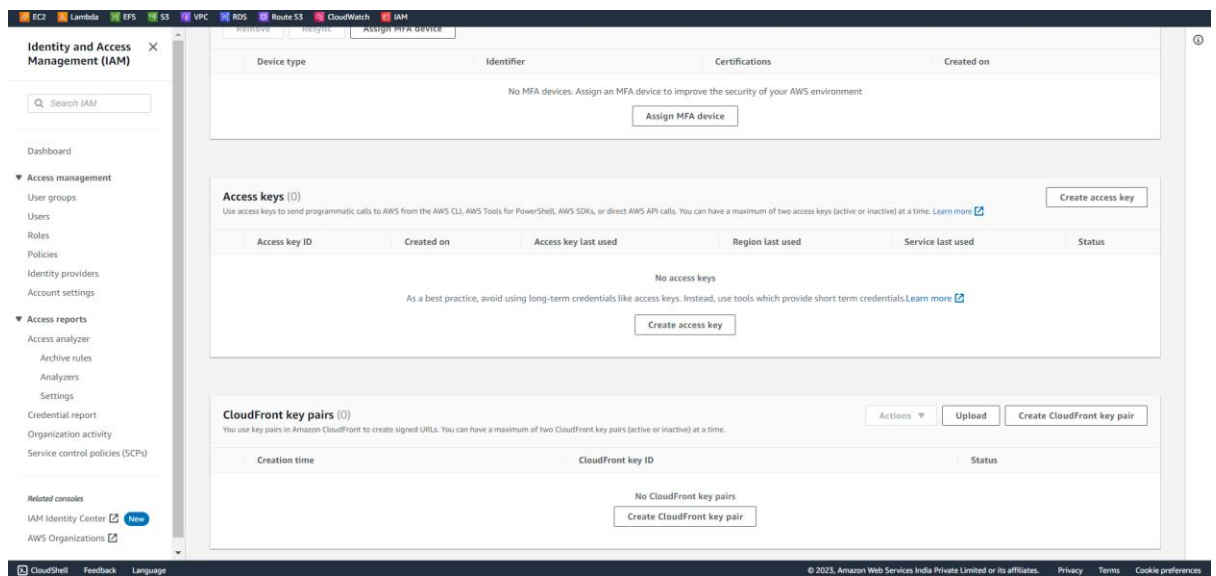 EC2 Lambda EFS S3 VPC RDS Route 53 CloudWatch IAM
Identity and Access Management (IAM)
Search IAM
Dashboard
Access management
User groups
Users
Roles
Policies
Identity providers
Account settings
Access reports
Access analyzer
Archive rules
Analyzers
Settings
Credential report
Organization activity
Service control policies (SCPs)
Related consoles
IAM Identity Center New
AWS Organizations
Remove Resync Assign MFA device
Device type Identifier Certifications Created on
No MFA devices. Assign an MFA device to improve the security of your AWS environment
Assign MFA device
Access keys (0) Create access key
Use access keys to send programmatic calls to AWS from the AWS CLI, AWS Tools for PowerShell, AWS SDKs, or direct AWS API calls. You can have a maximum of two access keys (active or inactive) at a time. Learn more
Access key ID Created on Access key last used Region last used Service last used Status
No access keys
As a best practice, avoid using long-term credentials like access keys. Instead, use tools which provide short term credentials.Learn more
Create access key
CloudFront key pairs (0) Actions Upload Create CloudFront key pair
You use key pairs in Amazon CloudFront to create signed URLs. You can have a maximum of two CloudFront key pairs (active or inactive) at a time.
Creation time CloudFront key ID Status
No CloudFront key pairs
Create CloudFront key pair
CloudShell Feedback Language © 2023, Amazon Web Services India Private Limited or its affiliates. Privacy Terms Cookie preferences